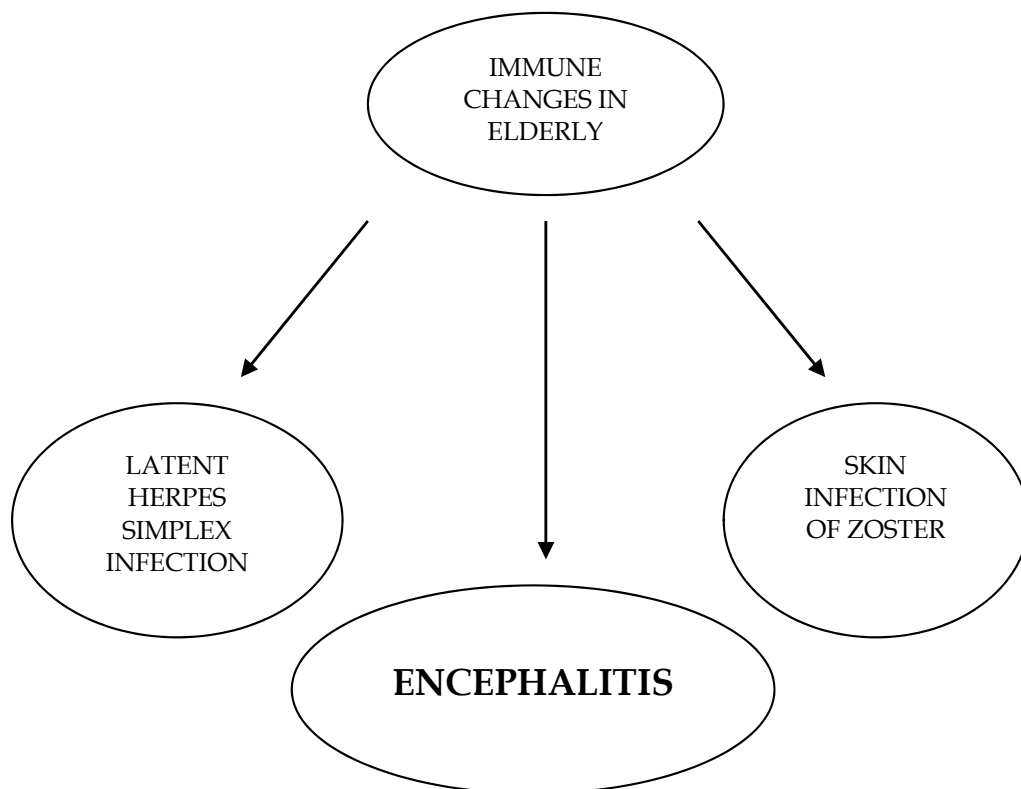 IMMUNE
CHANGES IN
ELDERLY
LATENT
HERPES
SIMPLEX
INFECTION
SKIN
INFECTION
OF ZOSTER
ENCEPHALITIS